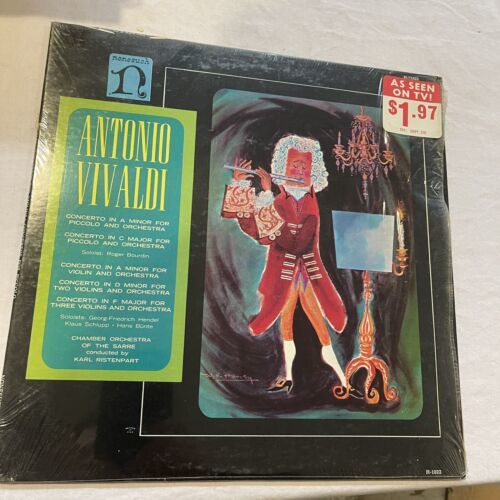 nonesuch
n
ANTONIO
VIVALDI
CONCERTO IN A MINOR FOR
PICCOLO AND ORCHESTRA
CONCERTO IN C MAJOR FOR
PICCOLO AND ORCHESTRA
Soloist: Roger Bourdin
CONCERTO IN A MINOR FOR
VIOLIN AND ORCHESTRA
CONCERTO IN D MINOR FOR
TWO VIOLINS AND ORCHESTRA
CONCERTO IN F MAJOR FOR
THREE VIOLINS AND ORCHESTRA
Soloists: Georg-Friedrich Hendel
Klaus Schlupp • Hans Bünte
CHAMBER ORCHESTRA
OF THE SARRE
conducted by
KARL RISTENPART
AS SEEN
ON TV!
$1.97